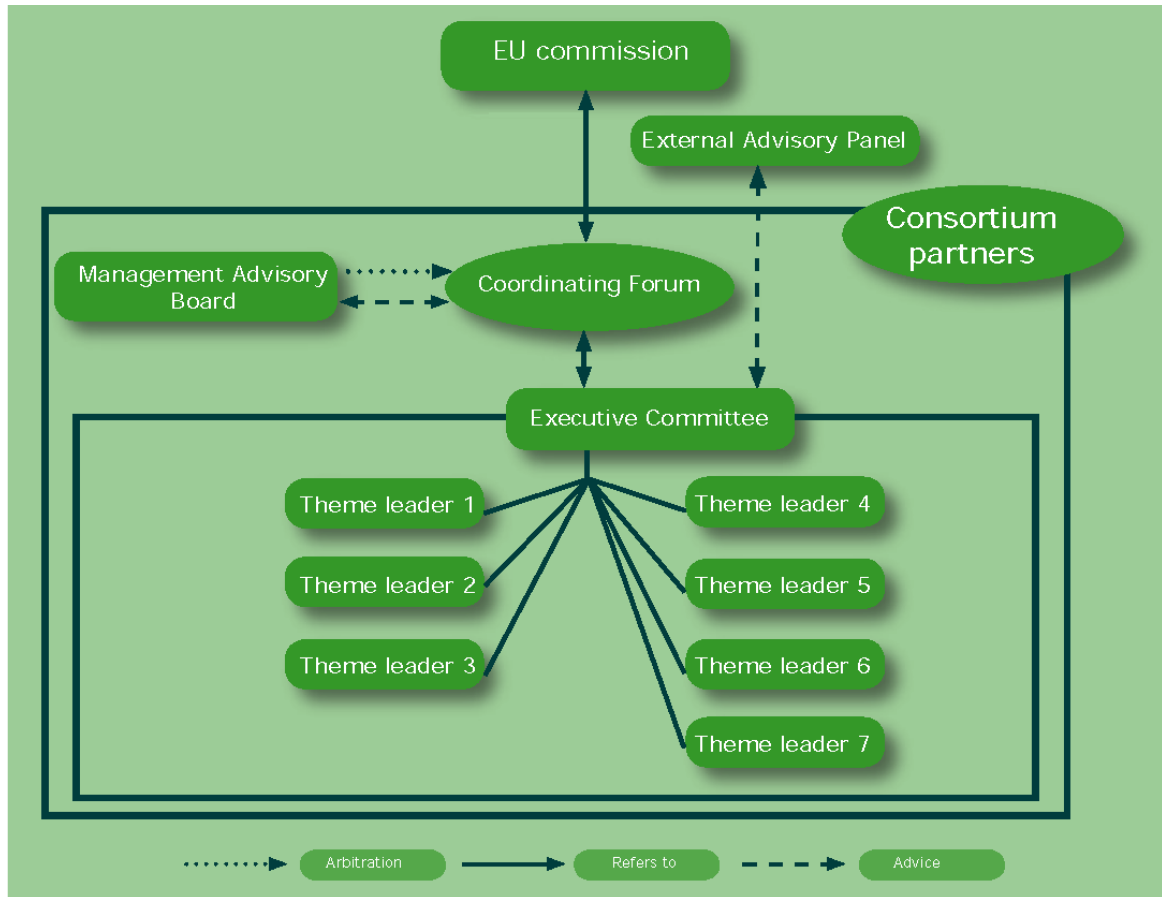 EU commission
External Advisory Panel
Consortium
partners
Management Advisory
Board
Coordinating Forum
Executive Committee
Theme leader 1
Theme leader 4
Theme leader 2
Theme leader 5
Theme leader 3
Theme leader 6
Theme leader 7
Arbitration
Refers to
Advice